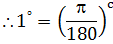 ∴1° = (π/180)ᶜ